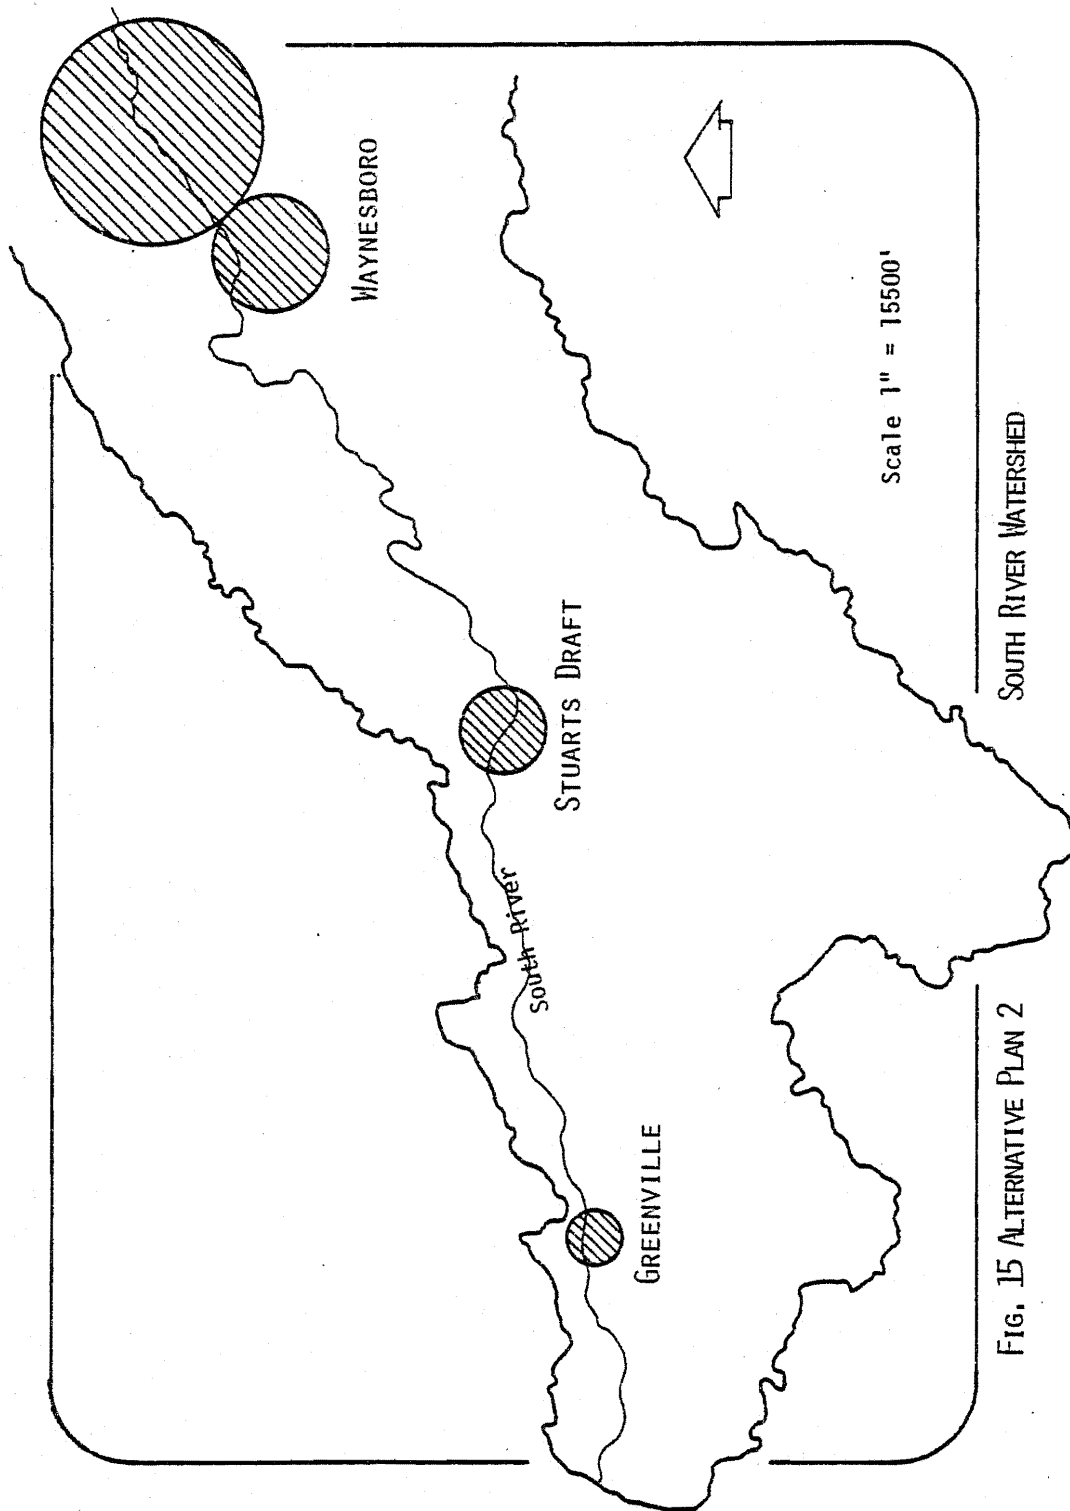 WAYNESBORO
STUARTS DRAFT
South River
GREENVILLE
Scale 1" = 15500'
FIG. 15 ALTERNATIVE PLAN 2
SOUTH RIVER WATERSHED